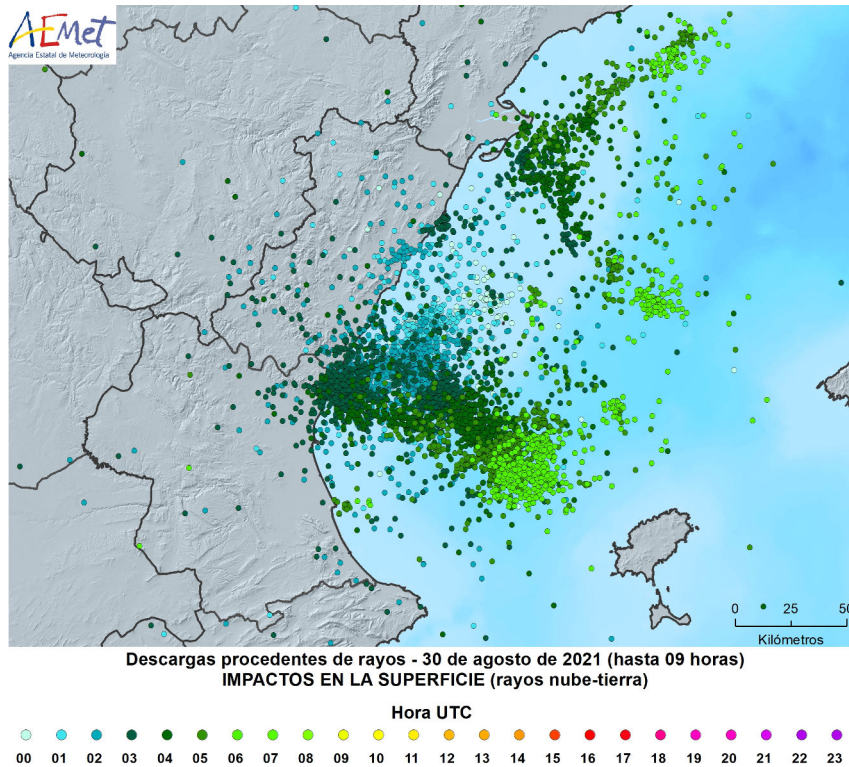 AEMet
Agencia Estatal de Meteorología
0 25 50
Kilómetros
Descargas procedentes de rayos - 30 de agosto de 2021 (hasta 09 horas)
IMPACTOS EN LA SUPERFICIE (rayos nube-tierra)
Hora UTC
00 01 02 03 04 05 06 07 08 09 10 11 12 13 14 15 16 17 18 19 20 21 22 23